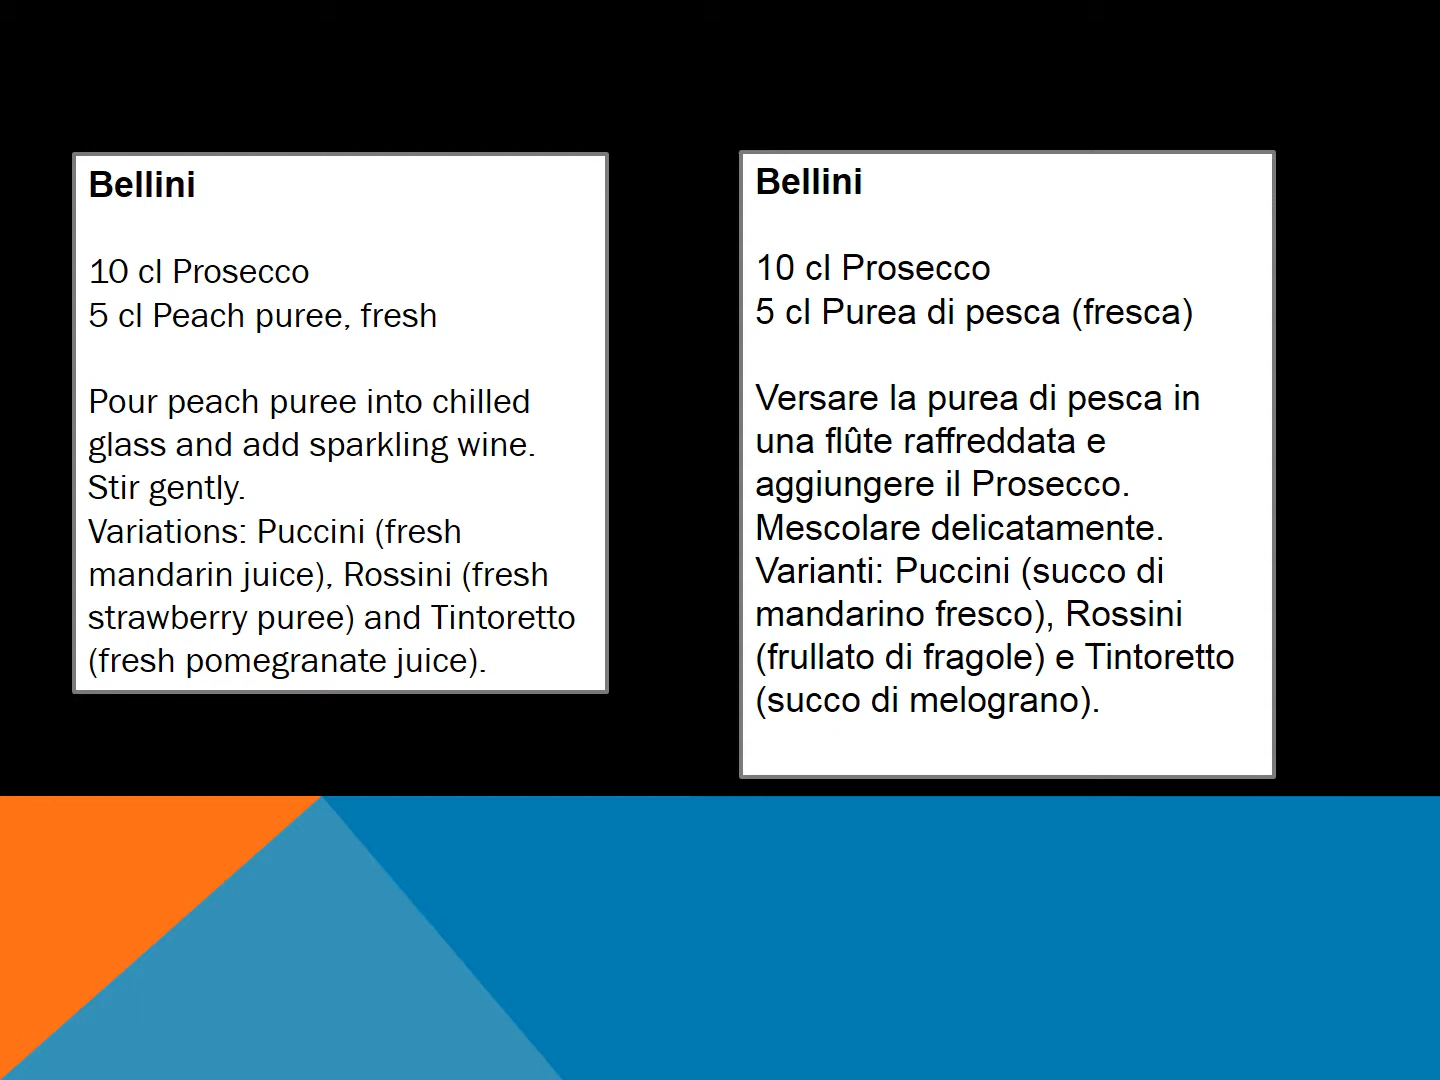 Bellini
10 cl Prosecco
5 cl Peach puree, fresh
Pour peach puree into chilled
glass and add sparkling wine.
Stir gently.
Variations: Puccini (fresh
mandarin juice), Rossini (fresh
strawberry puree) and Tintoretto
(fresh pomegranate juice).
Bellini
10 cl Prosecco
5 cl Purea di pesca (fresca)
Versare la purea di pesca in
una flûte raffreddata e
aggiungere il Prosecco.
Mescolare delicatamente.
Varianti: Puccini (succo di
mandarino fresco), Rossini
(frullato di fragole) e Tintoretto
(succo di melograno).